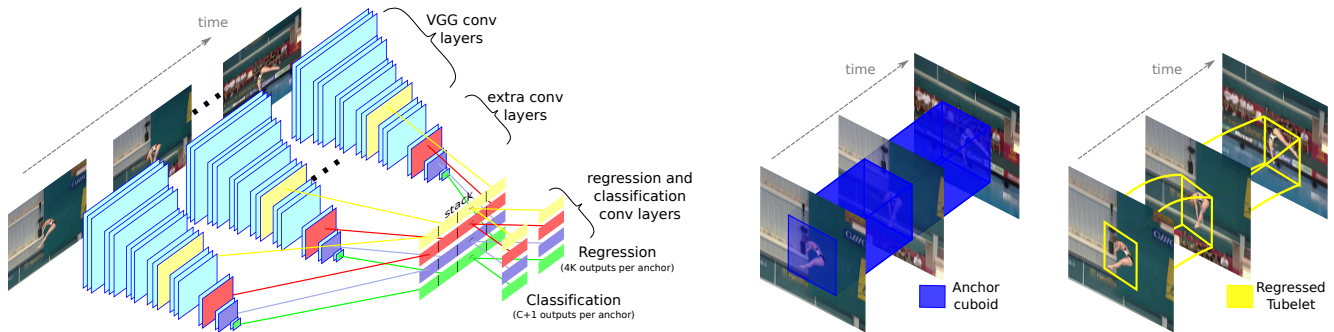 time
VGG conv
layers
extra conv
layers
stack
regression and
classification
conv layers
Regression
(4K outputs per anchor)
Classification
(C+1 outputs per anchor)
time
Anchor
cuboid
time
Regressed
Tubelet